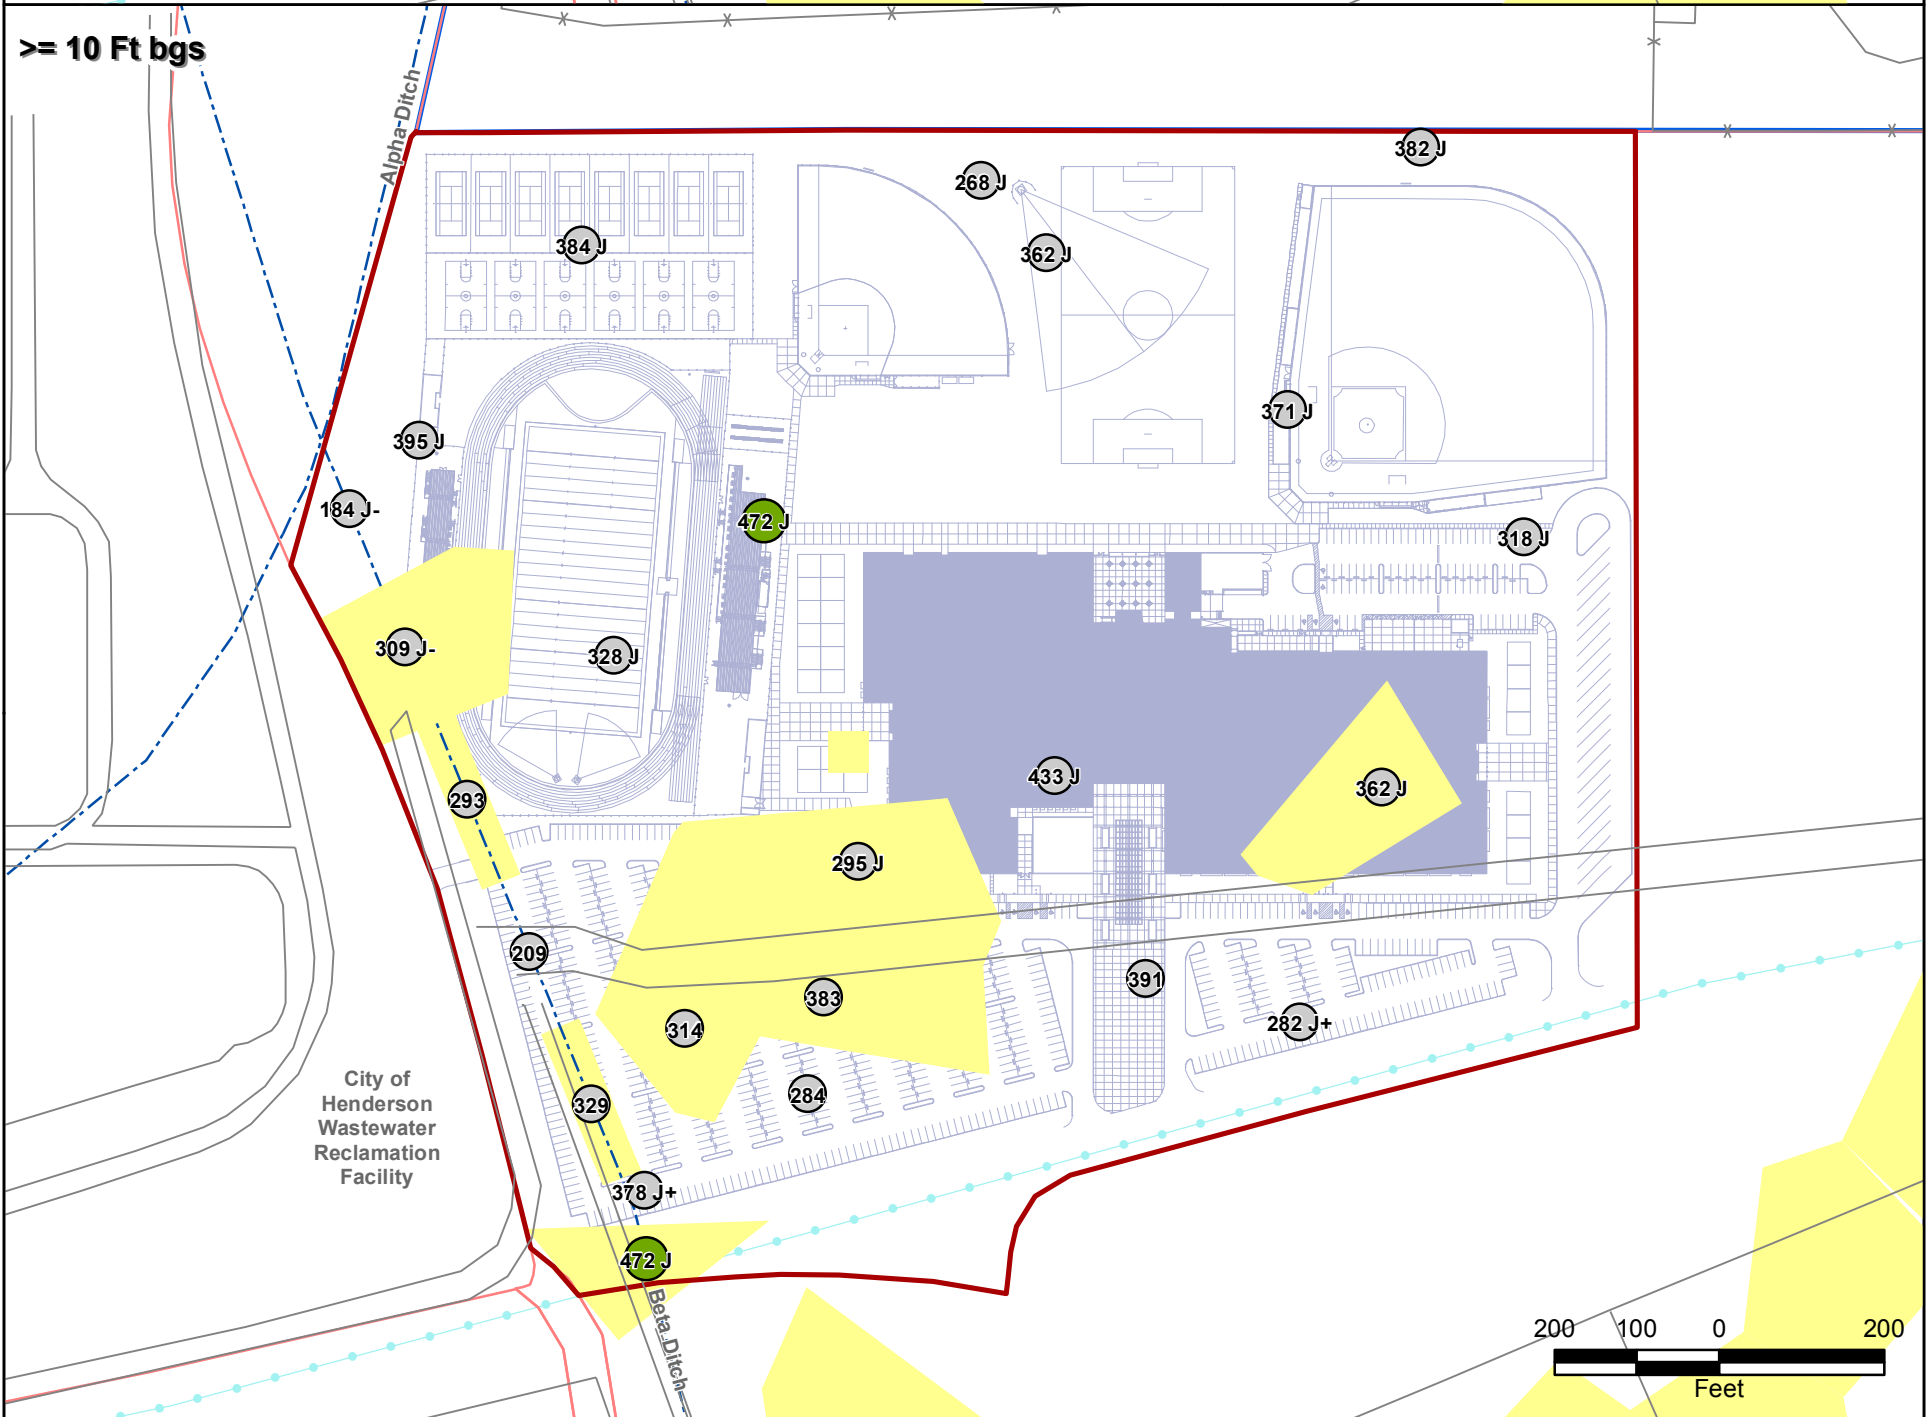 >= 10 Ft bgs
Alpha Ditch
382 J
268 J
384 J
362 J
371 J
395 J
184 J-
472 J
318 J
309 J-
328 J
433 J
362 J
293
295 J
209
391
383
314
282 J+
284
329
City of
Henderson
Wastewater
Reclamation
Facility
378 J+
472 J
Beta Ditch
200 100 0 200
Feet